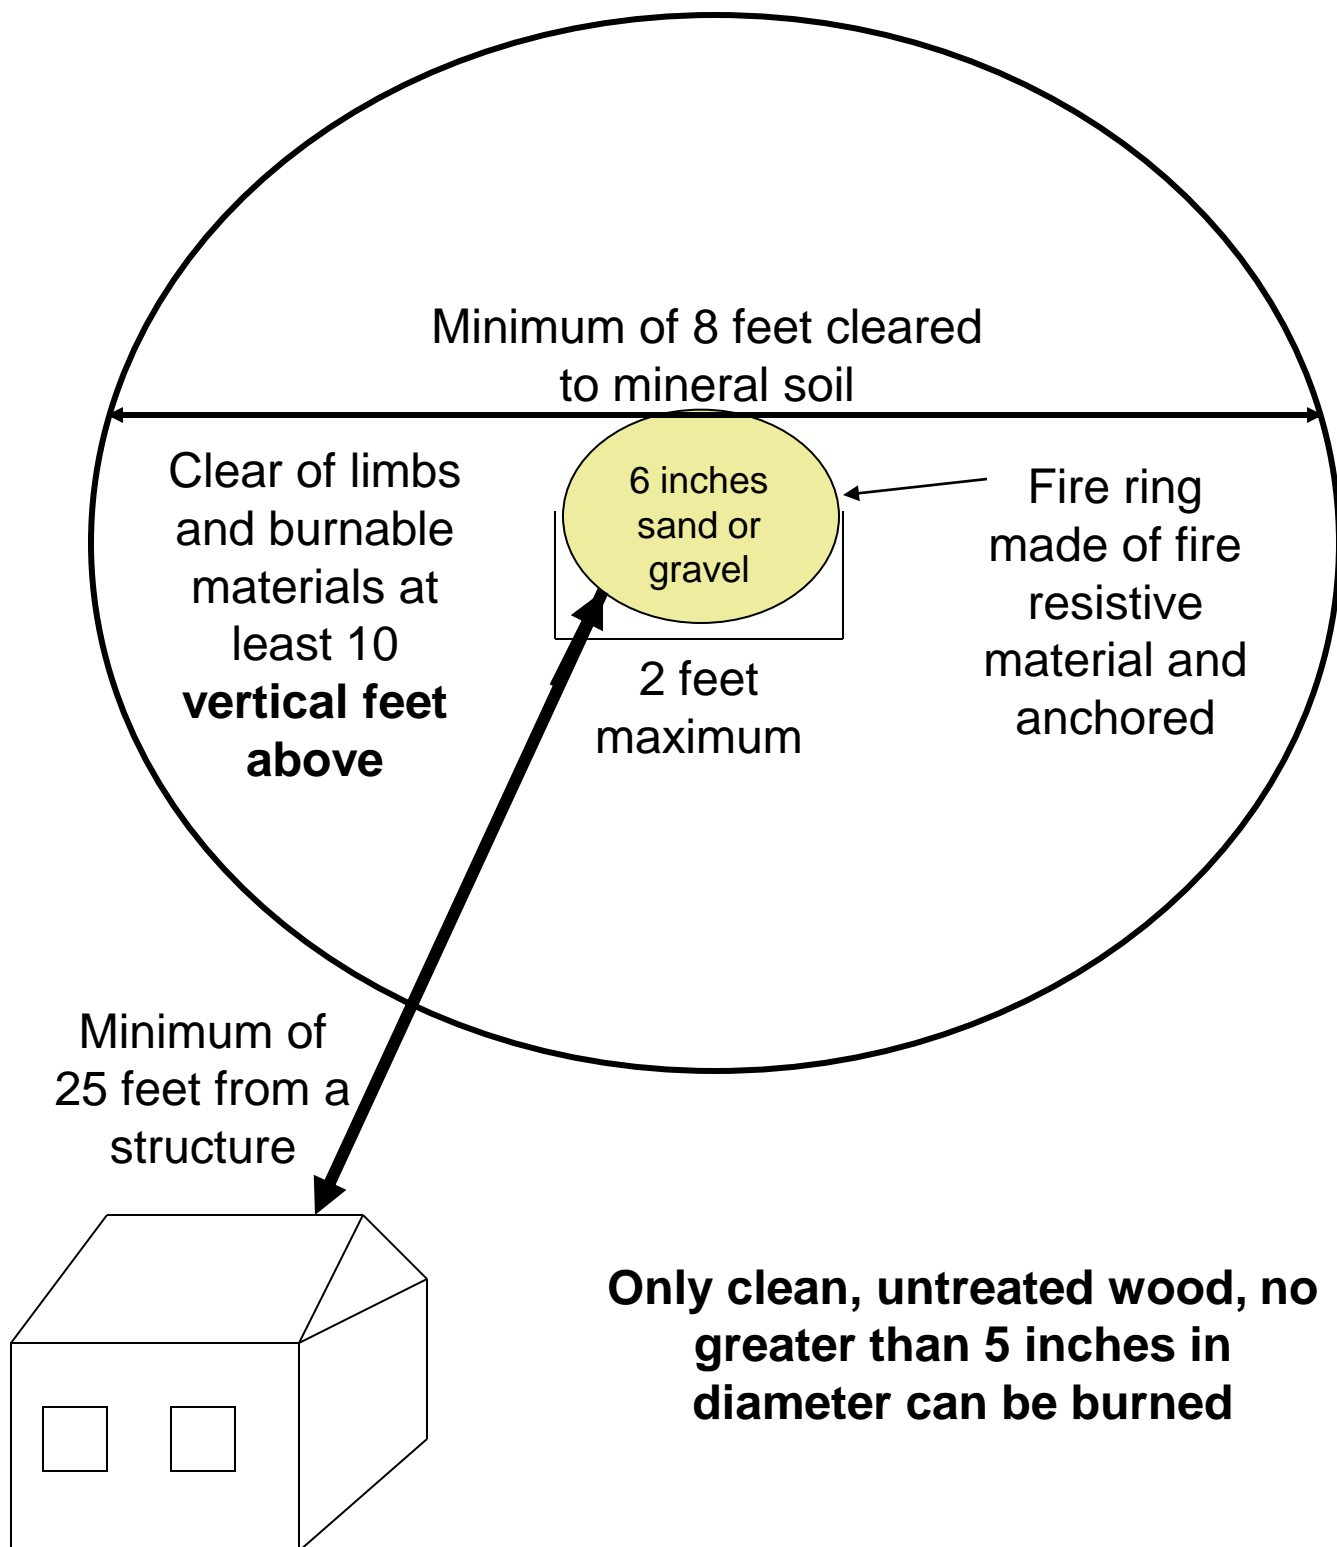 Minimum of 8 feet cleared
to mineral soil
Clear of limbs
and burnable
materials at
least 10
vertical feet
above
6 inches
sand or
gravel
Fire ring
made of fire
resistive
material and
anchored
2 feet
maximum
Minimum of
25 feet from a
structure
Only clean, untreated wood, no
greater than 5 inches in
diameter can be burned